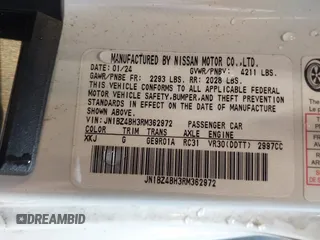 MANUFACTURED BY NISSAN MOTOR CO.,LTD.
DATE: 01/24 GVWR/PNBV: 4211 LBS.
GAWR/PNBE FR: 2293 LBS. RR: 2028 LBS.
THIS VEHICLE CONFORMS TO ALL APPLICABLE FEDERAL
MOTOR VEHICLE SAFETY,BUMPER,AND THEFT PREVENTION
STANDARDS IN EFFECT ON THE DATE OF
MANUFACTURE SHOWN ABOVE.
VIN:JN1BZ4BH3RM362972 PASSENGER CAR
COLOR TRIM TRANS AXLE ENGINE
XKJ G GE9R01A RC31 VR30(DDTT) 2997CC
JN1BZ4BH3RM362972
DREAMBID